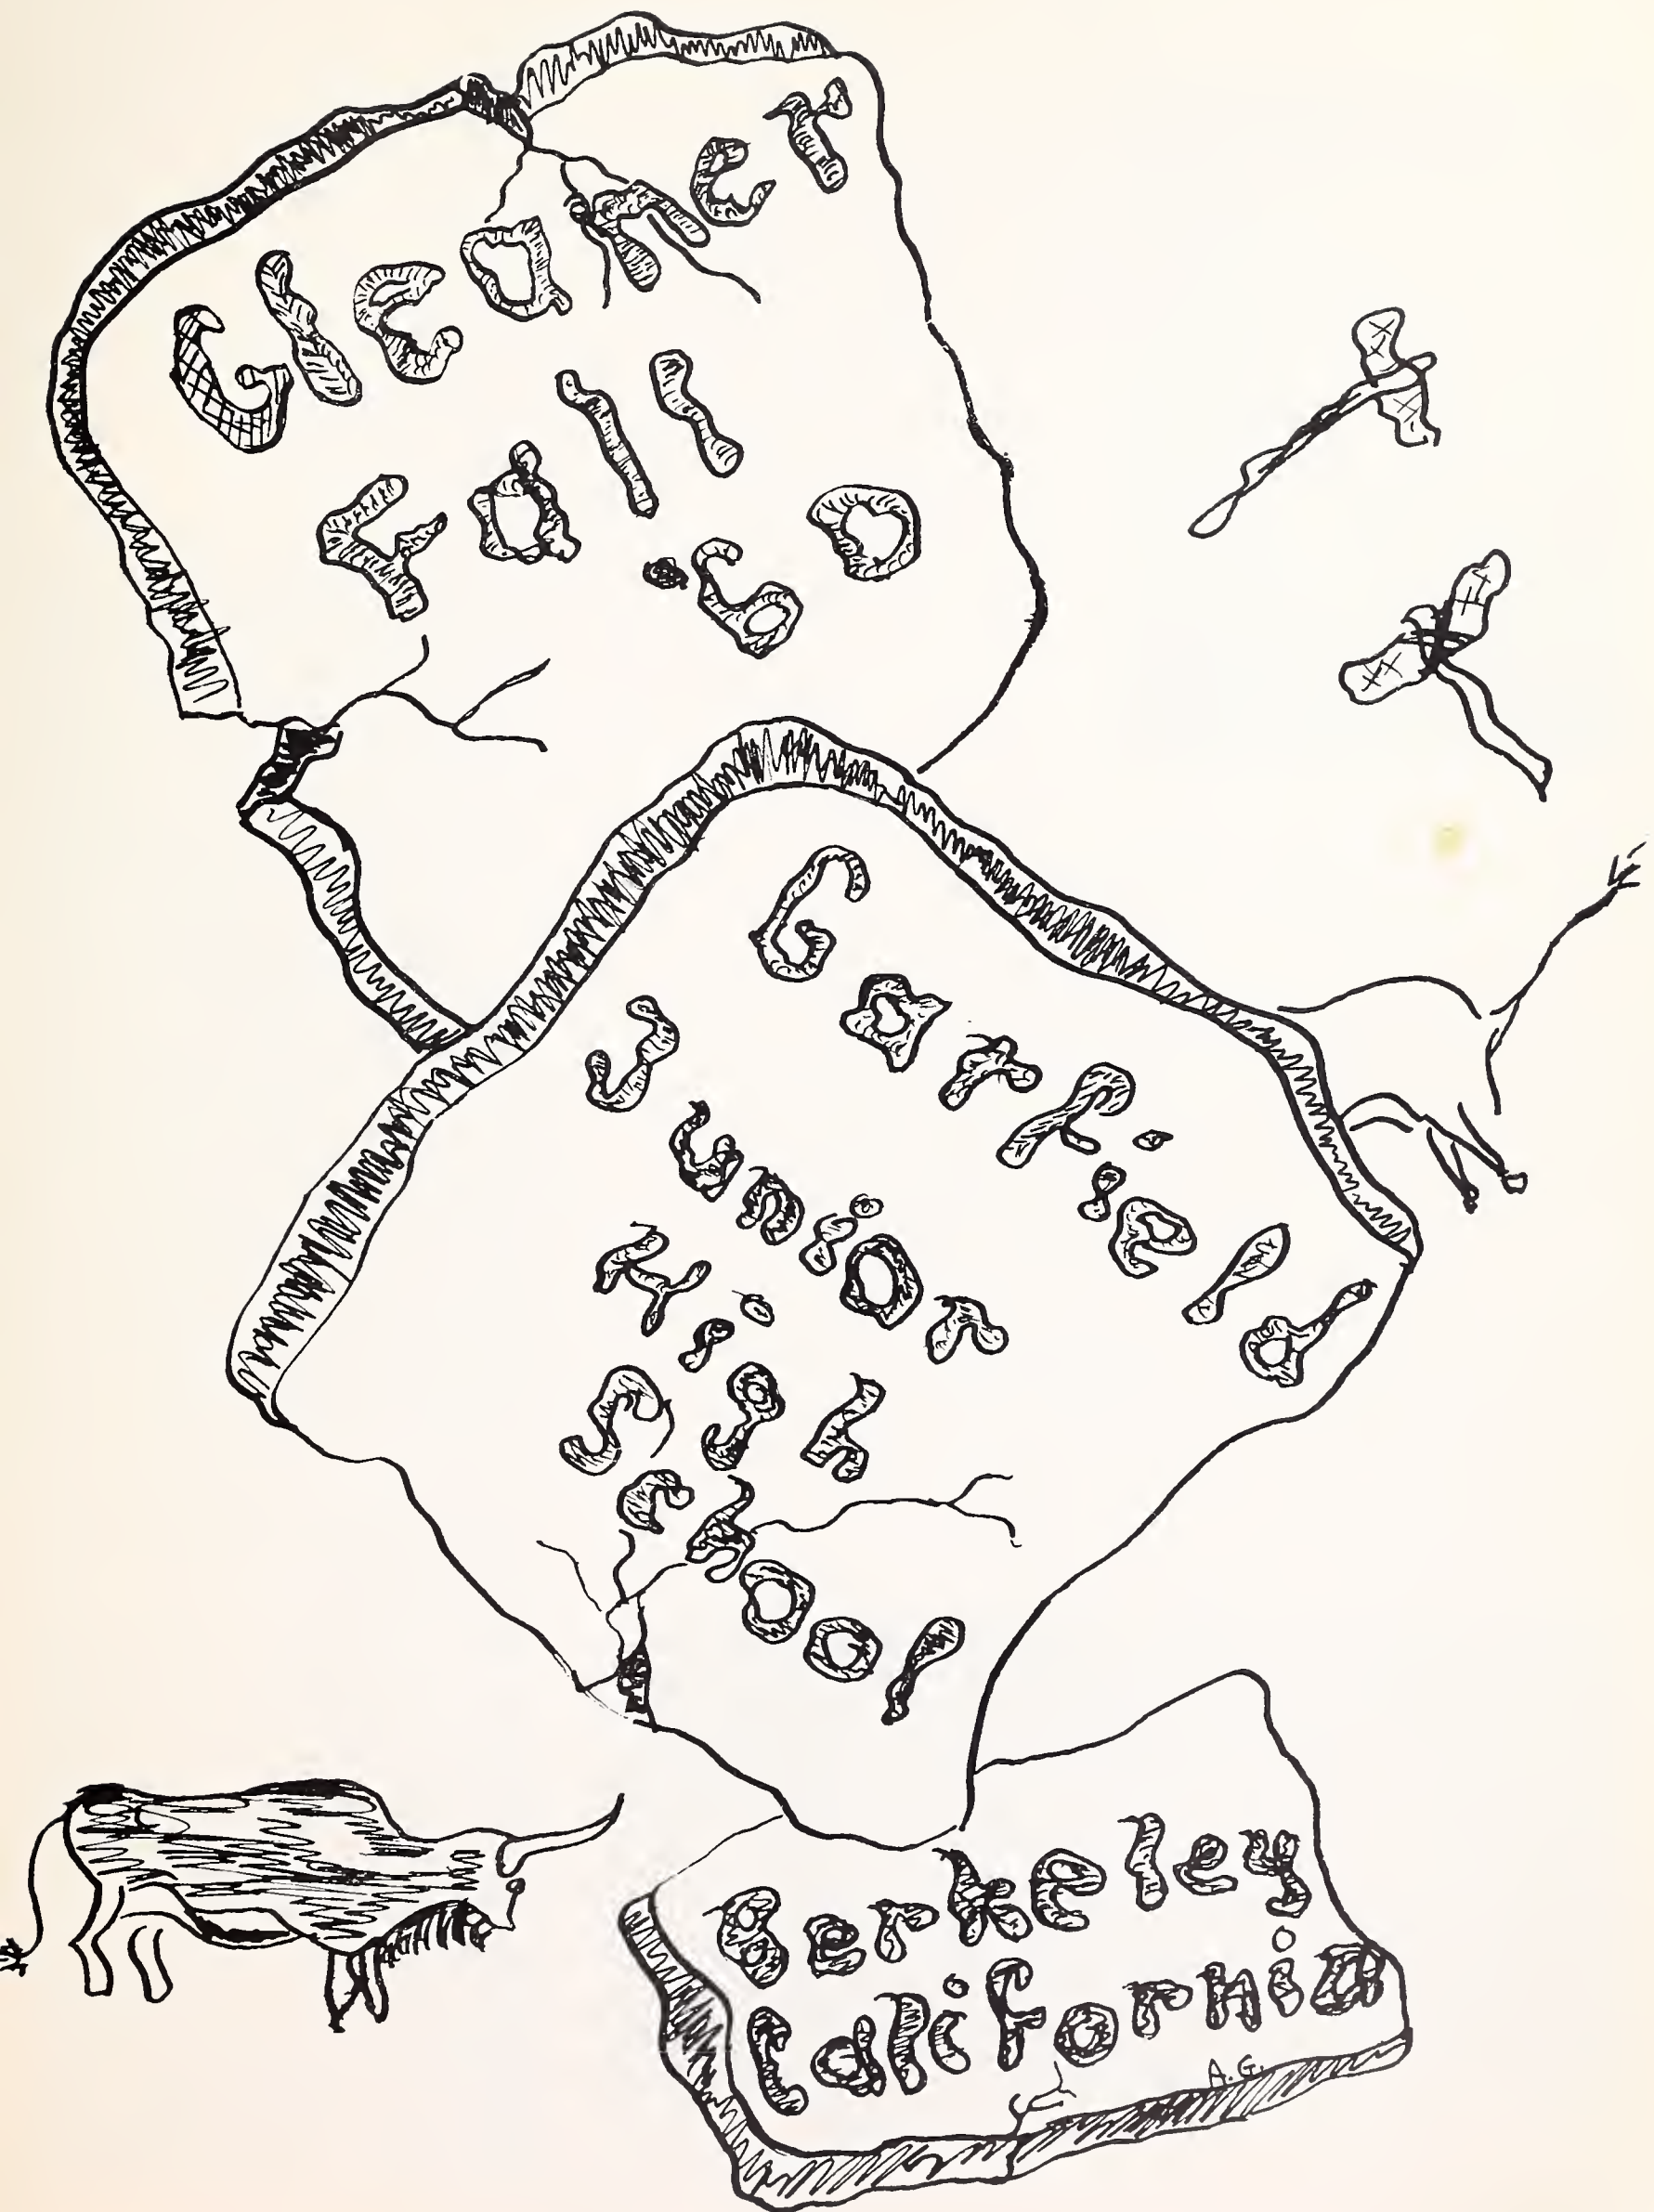 Gleaner
Fall
'60
Garfield
Junior
High
School
Berkeley
California
A.G.